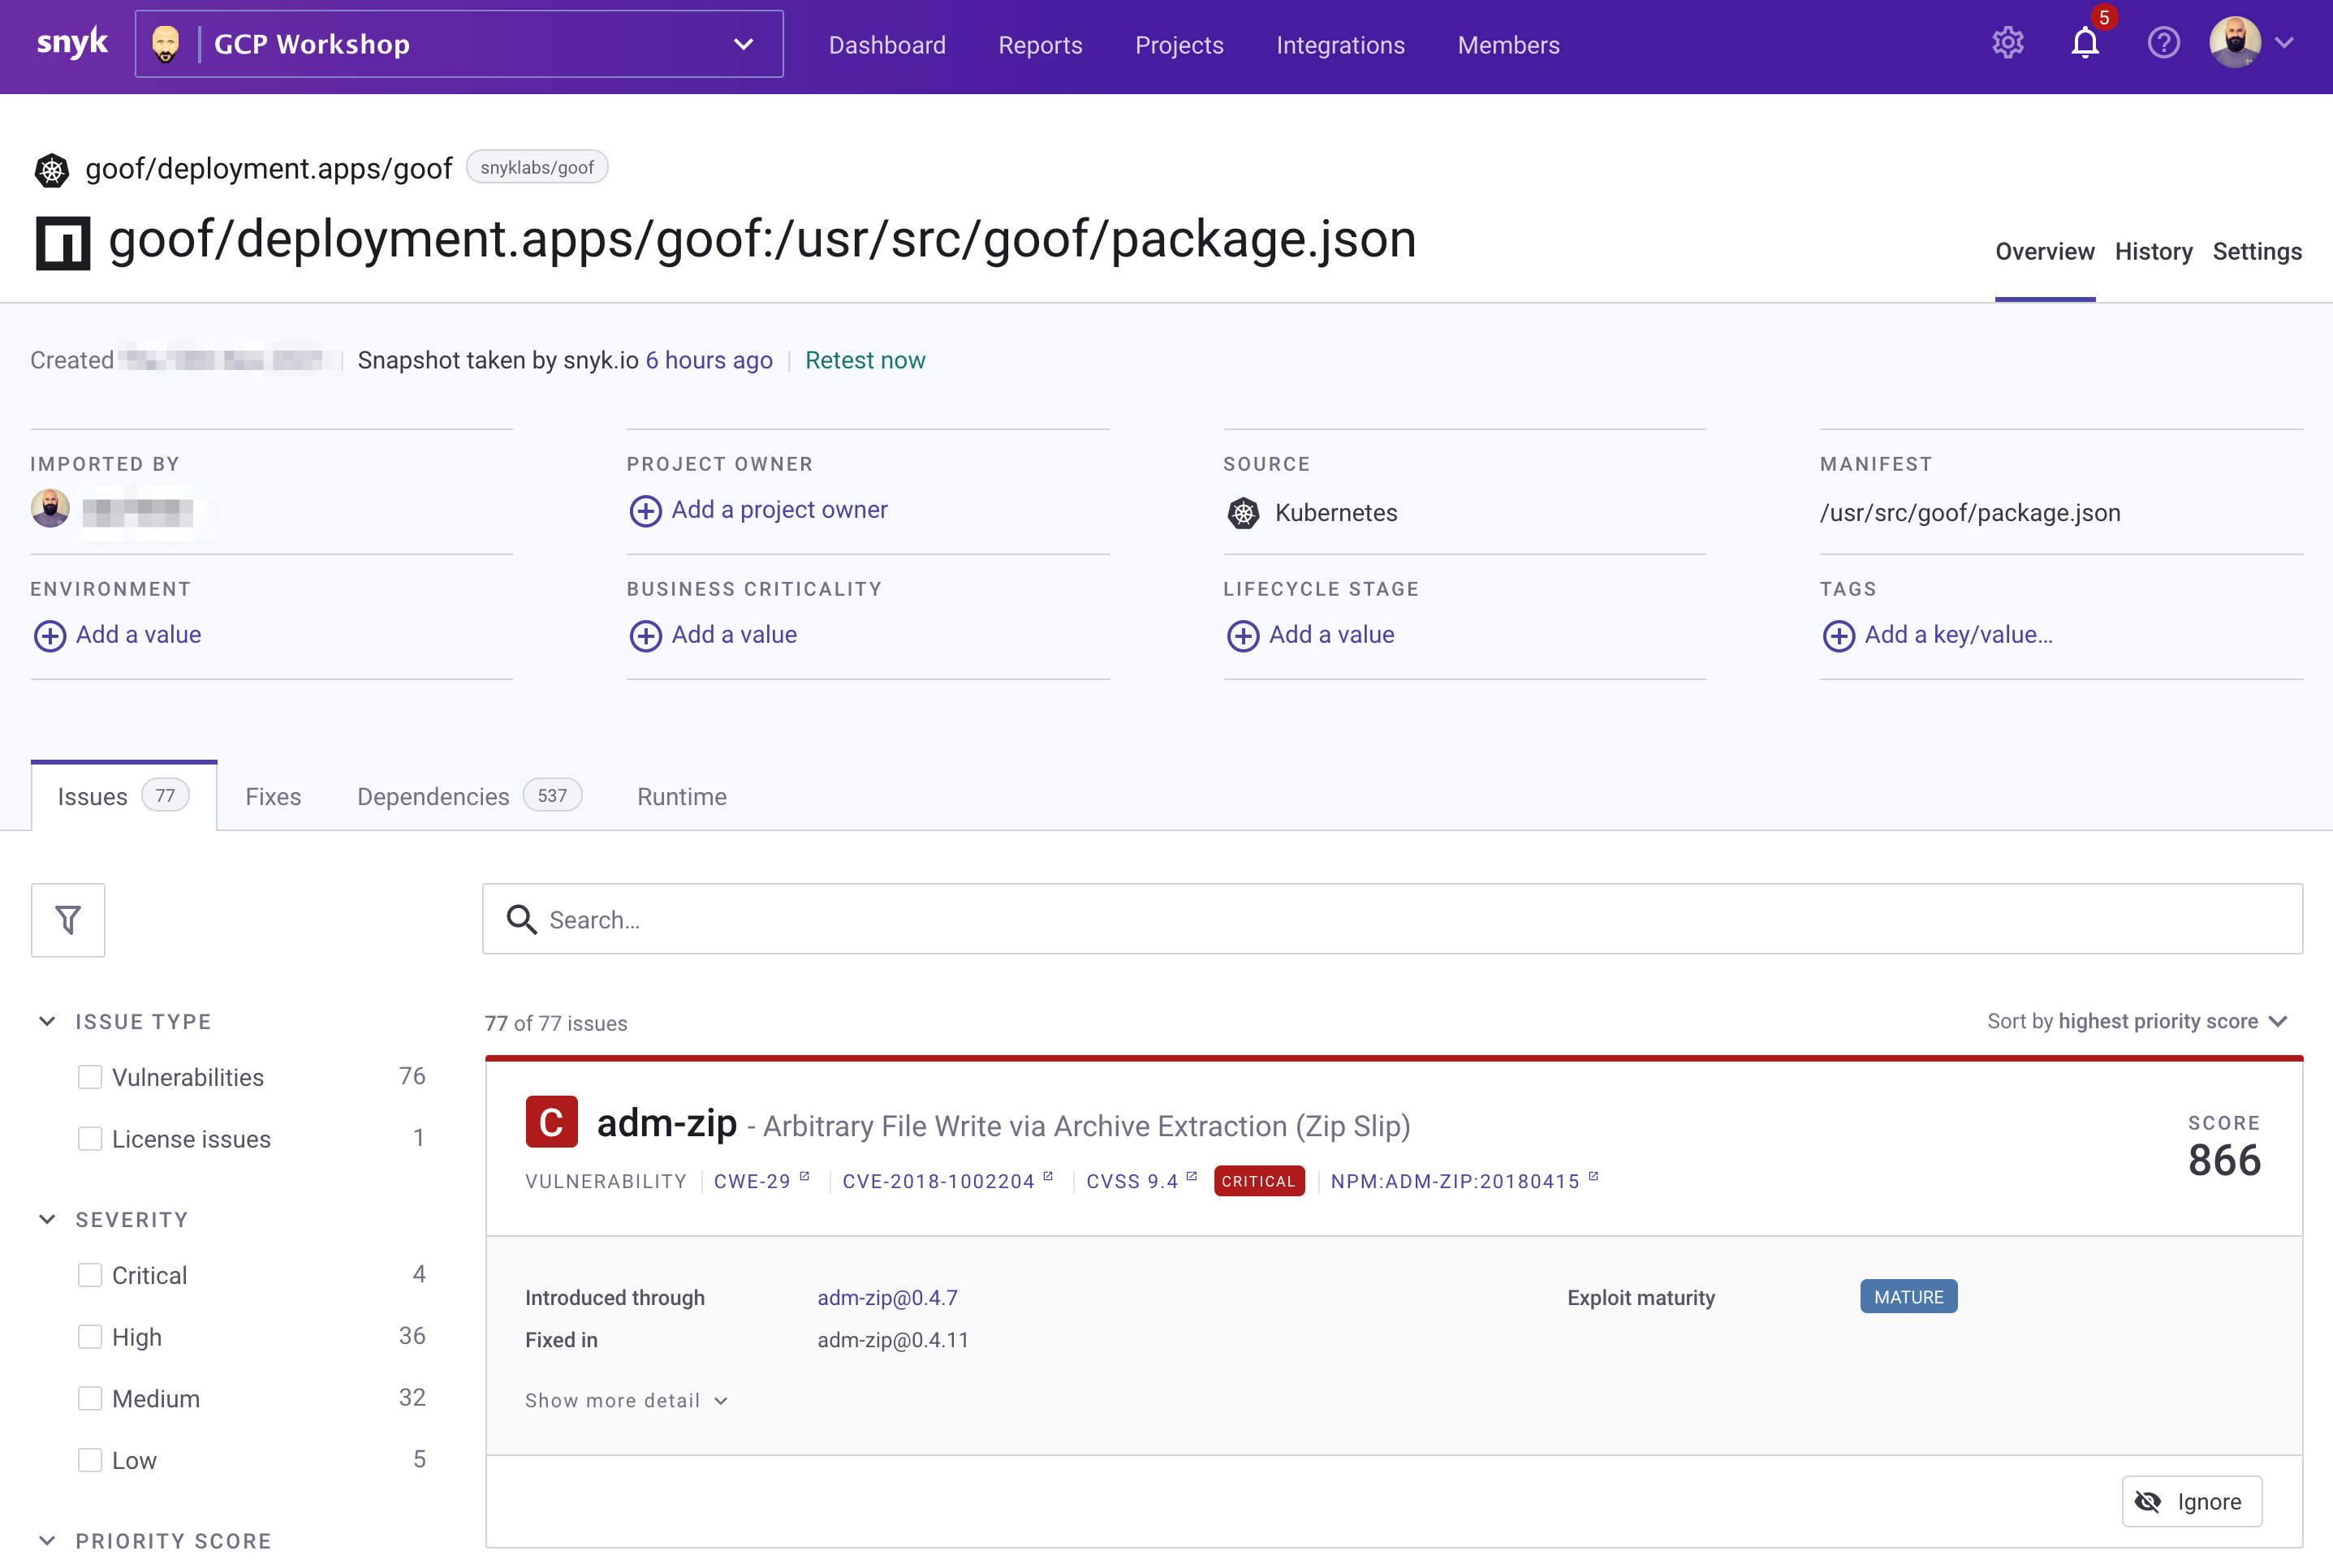 snyk
GCP Workshop
Dashboard
Reports
Projects
Integrations
Members
5
goof/deployment.apps/goof snyklabs/goof
goof/deployment.apps/goof:/usr/src/goof/package.json
Overview History Settings
Created
Snapshot taken by snyk.io 6 hours ago | Retest now
IMPORTED BY
PROJECT OWNER
Add a project owner
SOURCE
Kubernetes
MANIFEST
/usr/src/goof/package.json
ENVIRONMENT
Add a value
BUSINESS CRITICALITY
Add a value
LIFECYCLE STAGE
Add a value
TAGS
Add a key/value...
Issues 77
Fixes
Dependencies 537
Runtime
Search...
ISSUE TYPE
Vulnerabilities 76
License issues 1
SEVERITY
Critical 4
High 36
Medium 32
Low 5
PRIORITY SCORE
77 of 77 issues
Sort by highest priority score
C adm-zip - Arbitrary File Write via Archive Extraction (Zip Slip)
VULNERABILITY | CWE-29 | CVE-2018-1002204 | CVSS 9.4 CRITICAL | NPM:ADM-ZIP:20180415
SCORE
866
Introduced through adm-zip@0.4.7
Exploit maturity MATURE
Fixed in adm-zip@0.4.11
Show more detail
Ignore